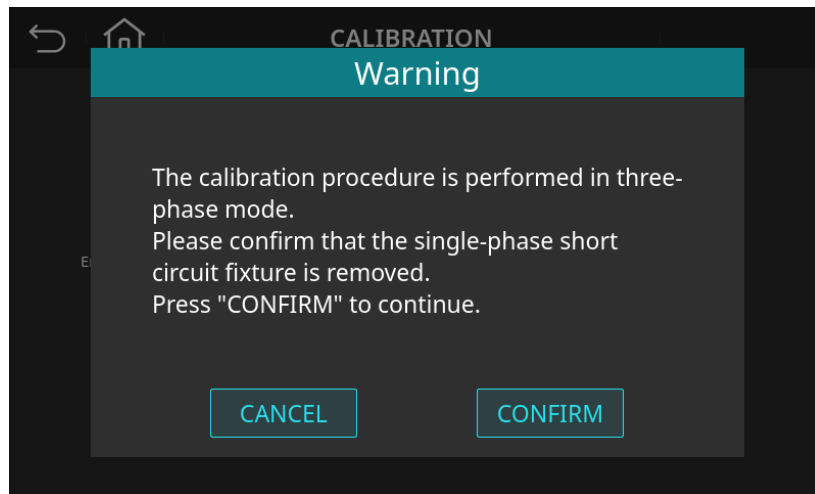 CALIBRATION
Warning
The calibration procedure is performed in three-
phase mode.
Please confirm that the single-phase short
circuit fixture is removed.
Press "CONFIRM" to continue.
CANCEL CONFIRM